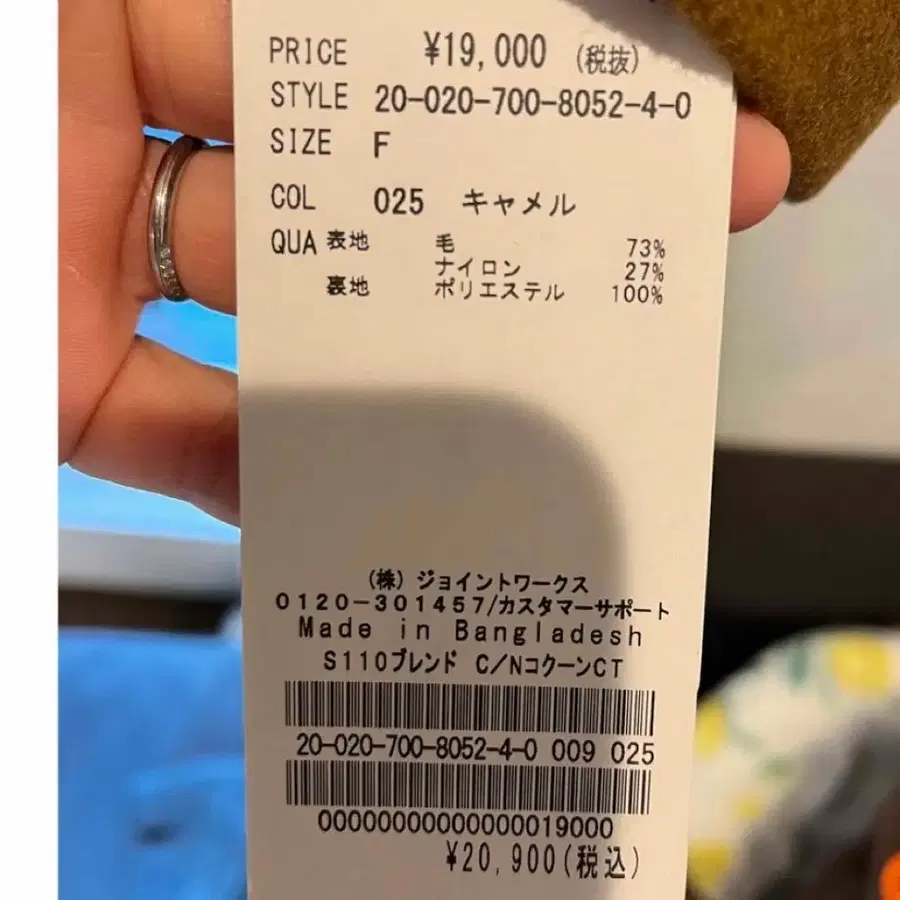 PRICE ¥19,000 (税抜)
STYLE 20-020-700-8052-4-0
SIZE F
COL 025 キャメル
QUA 表地 毛 73%
ナイロン 27%
裏地 ポリエステル 100%
(株) ジョイントワークス
0120-301457/カスタマーサポート
Made in Bangladesh
S110ブレンド C/NコクーンCT
20-020-700-8052-4-0 009 025
00000000000000019000
¥20,900(税込)